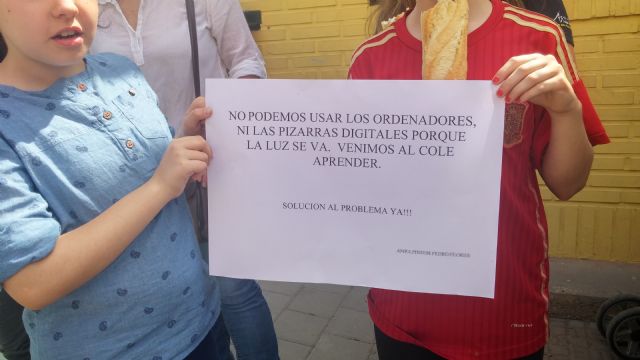 NO PODEMOS USAR LOS ORDENADORES,
NI LAS PIZARRAS DIGITALES PORQUE
LA LUZ SE VA. VENIMOS AL COLE
APRENDER.
SOLUCION AL PROBLEMA YA!!!